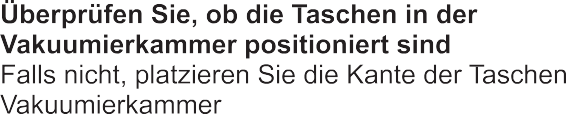 Überprüfen Sie, ob die Taschen in der
Vakuumierkammer positioniert sind
Falls nicht, platzieren Sie die Kante der Taschen
Vakuumierkammer